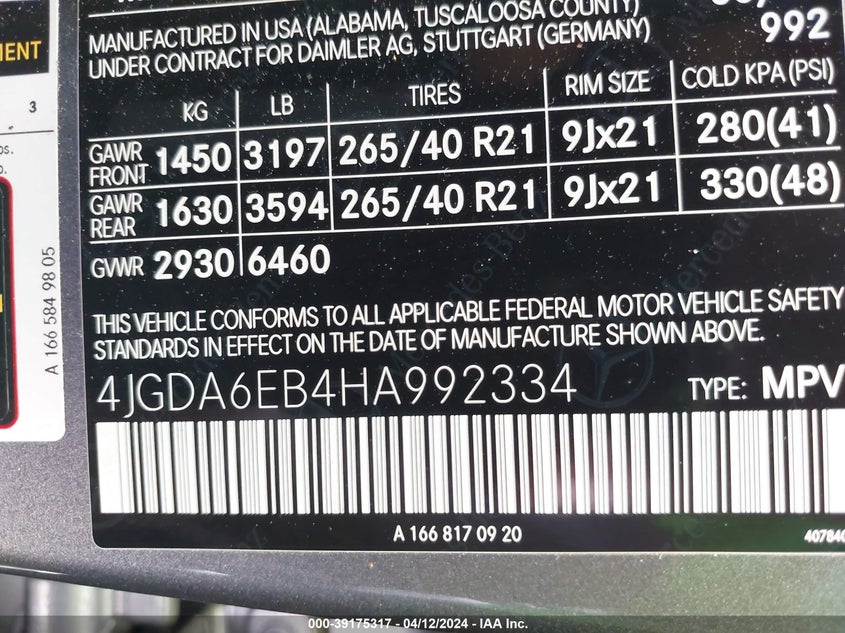 MENT
3
A 166 584 98 05
MANUFACTURED IN USA (ALABAMA, TUSCALOOSA COUNTY)
UNDER CONTRACT FOR DAIMLER AG, STUTTGART (GERMANY)
992
KG LB TIRES RIM SIZE COLD KPA (PSI)
GAWR FRONT 1450 3197 265/40 R21 9Jx21 280(41)
GAWR REAR 1630 3594 265/40 R21 9Jx21 330(48)
GVWR 2930 6460
THIS VEHICLE CONFORMS TO ALL APPLICABLE FEDERAL MOTOR VEHICLE SAFETY
STANDARDS IN EFFECT ON THE DATE OF MANUFACTURE SHOWN ABOVE.
4JGDA6EB4HA992334 TYPE: MPV
A 166 817 09 20
40784
000-39175317 - 04/12/2024 - IAA Inc.